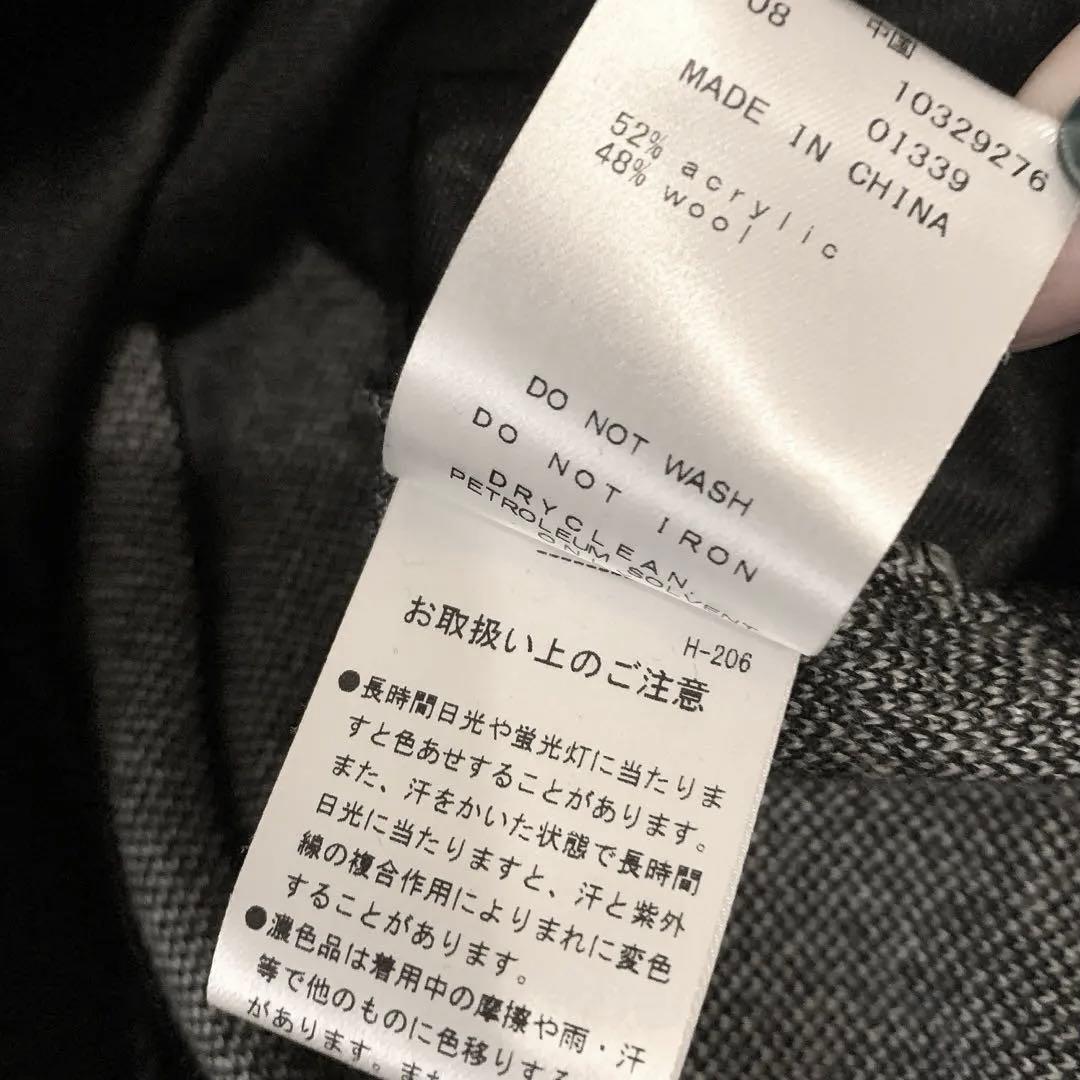 08
中国
10329276
01339
MADE IN CHINA
52% acrylic
48% wool
DO NOT WASH
DO NOT IRON
DRYCLEAN
PETROLEUM SOLVENT
ONLY
H-206
お取扱い上のご注意
●長時間日光や蛍光灯に当たりま
すと色あせすることがあります。
また、汗をかいた状態で長時間
日光に当たりますと、汗と紫外
線の複合作用によりまれに変色
することがあります。
●濃色品は着用中の摩擦や雨・汗
等で他のものに色移りする
があります。また